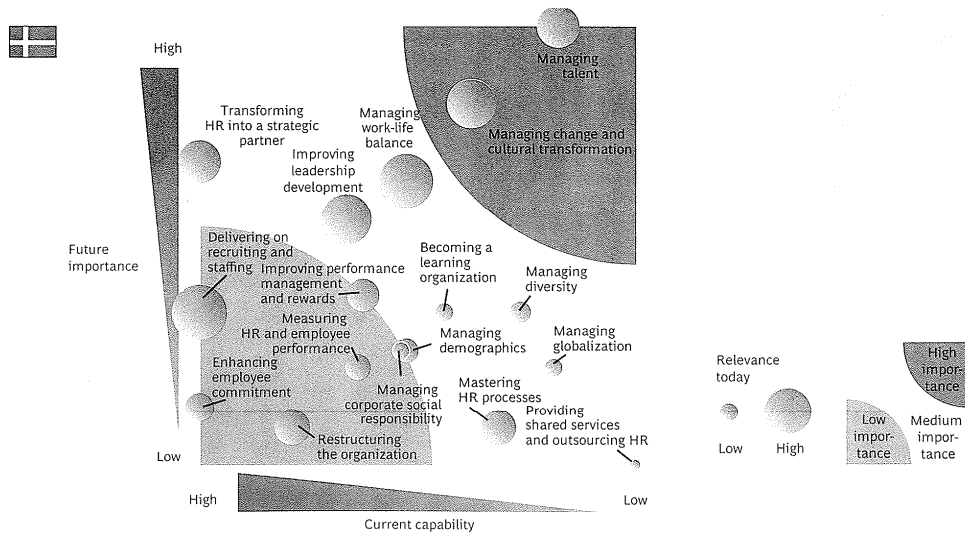 High
Managing
talent
Managing change and
cultural transformation
Transforming
HR into a strategic
partner
Managing
work-life
balance
Improving
leadership
development
Future
importance
Delivering on
recruiting and
staffing
Improving performance
management
and rewards
Becoming a
learning
organization
Managing
diversity
Measuring
HR and employee
performance
Managing
demographics
Managing
globalization
Enhancing
employee
commitment
Managing
corporate social
responsibility
Mastering
HR processes
Providing
shared services
and outsourcing HR
Restructuring
the organization
Low
High
Low
Current capability
Relevance
today
Low
High
High
impor-
tance
Low
impor-
tance
Medium
impor-
tance